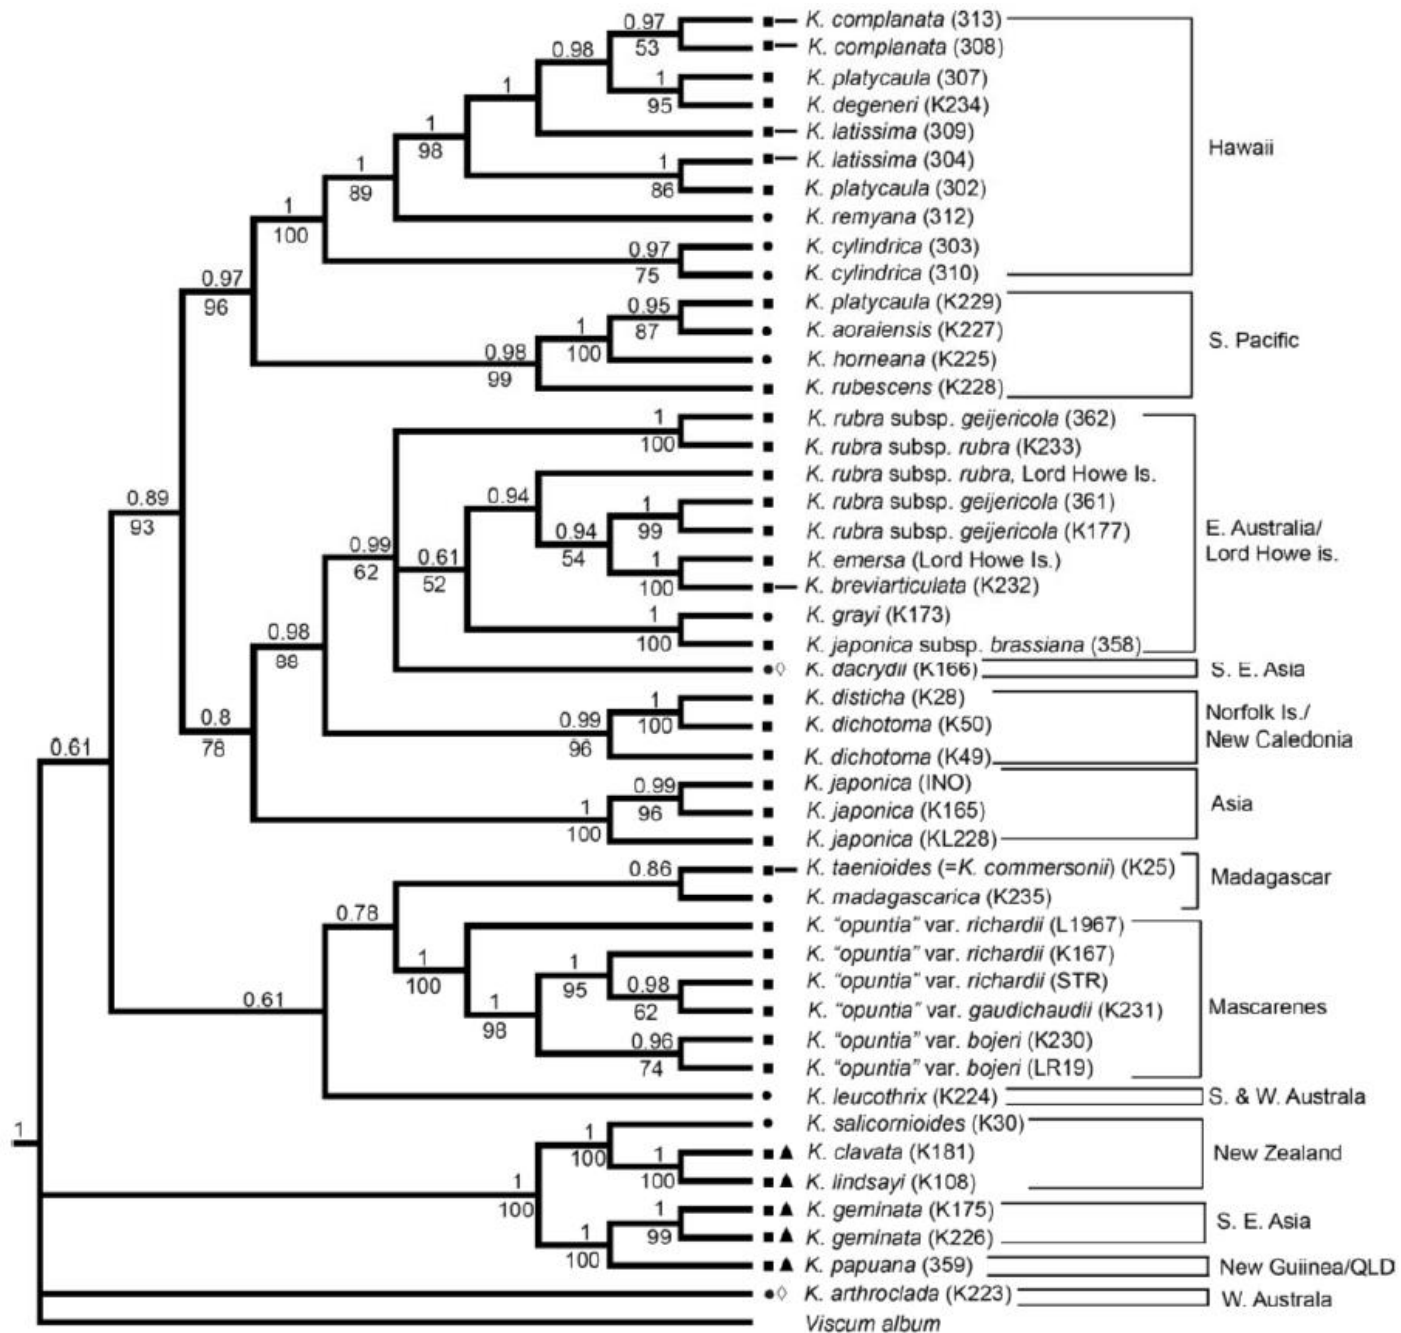 0.97 K. complanata (313)
0.98 53 K. complanata (308)
1 1 K. platycaula (307)
95 K. degeneri (K234)
1 K. latissima (309)
98 Hawaii
1 1 K. latissima (304)
89 86 K. platycaula (302)
1 K. remyana (312)
100 0.97 K. cylindrica (303)
0.97 75 K. cylindrica (310)
96 0.95 K. platycaula (K229)
1 87 K. aoraiensis (K227)
S. Pacific
0.98 100 K. horneana (K225)
99 K. rubescens (K228)
1 K. rubra subsp. geijericola (362)
100 K. rubra subsp. rubra (K233)
K. rubra subsp. rubra, Lord Howe Is.
0.89 0.94 1 K. rubra subsp. geijericola (361)
93 0.94 99 K. rubra subsp. geijericola (K177)
E. Australia/
Lord Howe is.
0.99 0.61 54 1 K. emersa (Lord Howe Is.)
62 52 100 K. breviarticulata (K232)
1 K. grayi (K173)
0.98 100 K. japonica subsp. brassiana (358)
88 K. dacrydii (K166) S. E. Asia
1 K. disticha (K28)
0.8 0.99 100 K. dichotoma (K50)
Norfolk Is./
New Caledonia
0.61 78 96 K. dichotoma (K49)
0.99 K. japonica (INO)
1 96 K. japonica (K165) Asia
100 K. japonica (KL228)
0.86 K. taenioides (=K. commersonii) (K25)
Madagascar
K. madagascarica (K235)
0.78 K. "opuntia" var. richardii (L1967)
1 1 K. "opuntia" var. richardii (K167)
100 95 0.98 K. "opuntia" var. richardii (STR)
0.61 1 62 K. "opuntia" var. gaudichaudii (K231) Mascarenes
98 0.96 K. "opuntia" var. bojeri (K230)
74 K. "opuntia" var. bojeri (LR19)
K. leucothrix (K224) S. & W. Australa
1 1 K. salicornioides (K30)
100 1 K. clavata (K181) New Zealand
1 100 K. lindsayi (K108)
100 1 K. geminata (K175)
1 99 K. geminata (K226) S. E. Asia
100 K. papuana (359) New Guiinea/QLD
K. arthroclada (K223) W. Australa
Viscum album